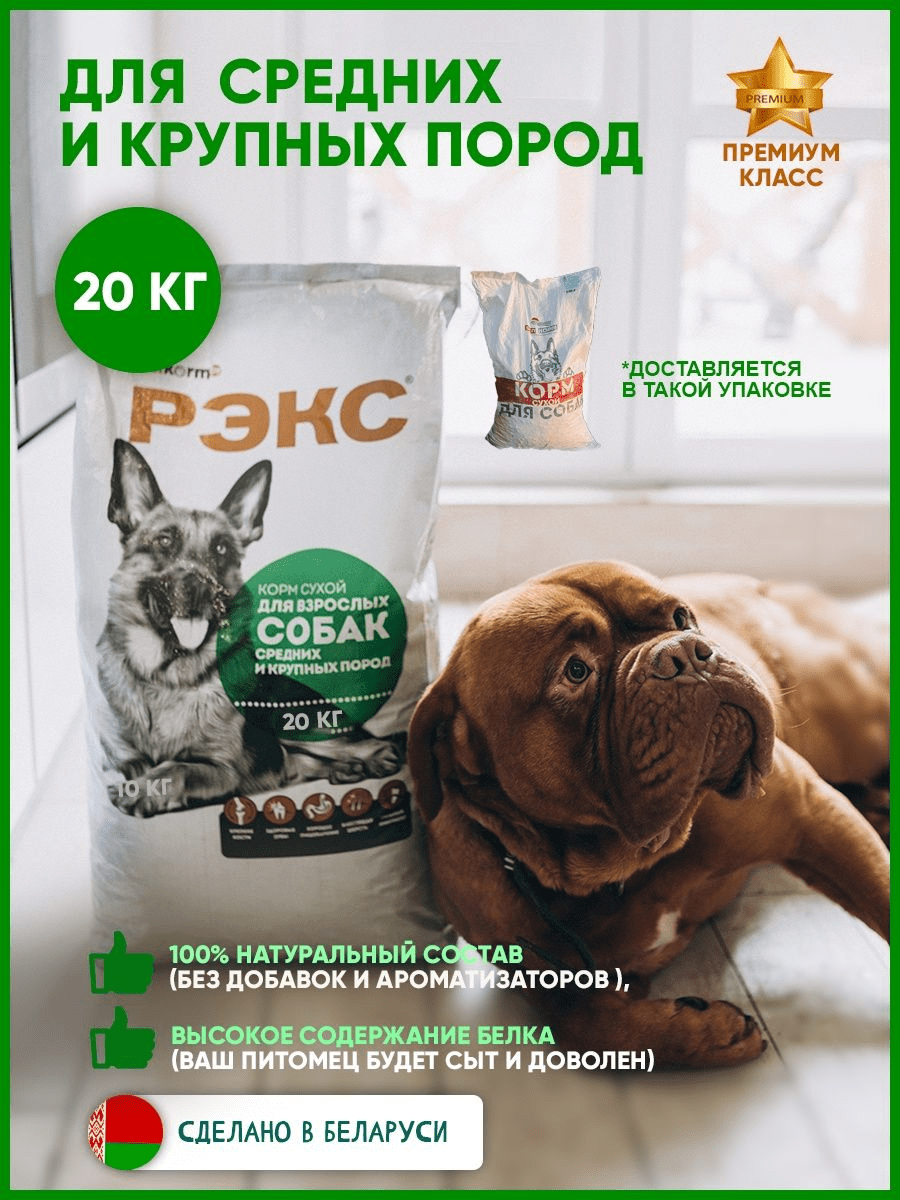 ДЛЯ СРЕДНИХ
И КРУПНЫХ ПОРОД
PREMIUM
ПРЕМИУМ
КЛАСС
20 КГ
РЭКС®
КОРМ
СУХОЙ
ДЛЯ СОБАК
*ДОСТАВЛЯЕТСЯ
В ТАКОЙ УПАКОВКЕ
КОРМ СУХОЙ
ДЛЯ ВЗРОСЛЫХ
СОБАК
СРЕДНИХ
И КРУПНЫХ ПОРОД
20 КГ
10 КГ
100% НАТУРАЛЬНЫЙ СОСТАВ
(БЕЗ ДОБАВОК И АРОМАТИЗАТОРОВ ),
ВЫСОКОЕ СОДЕРЖАНИЕ БЕЛКА
(ВАШ ПИТОМЕЦ БУДЕТ СЫТ И ДОВОЛЕН)
СДЕЛАНО В БЕЛАРУСИ